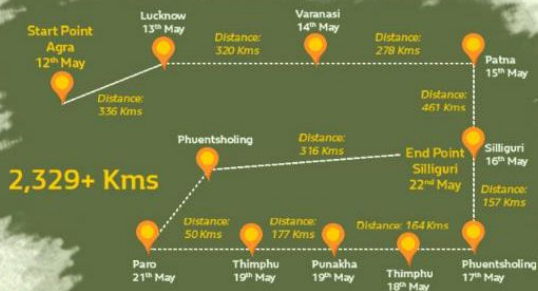 Start Point
Agra
12th May
Distance:
336 Kms
Lucknow
13th May
Distance:
320 Kms
Varanasi
14th May
Distance:
278 Kms
Patna
15th May
Distance:
461 Kms
Silliguri
16th May
Distance:
157 Kms
Phuentsholing
17th May
Distance: 164 Kms
Thimphu
18th May
Punakha
19th May
Distance:
177 Kms
Thimphu
19th May
Distance:
50 Kms
Paro
21th May
Phuentsholing
Distance:
316 Kms
End Point
Silliguri
22nd May
2,329+ Kms